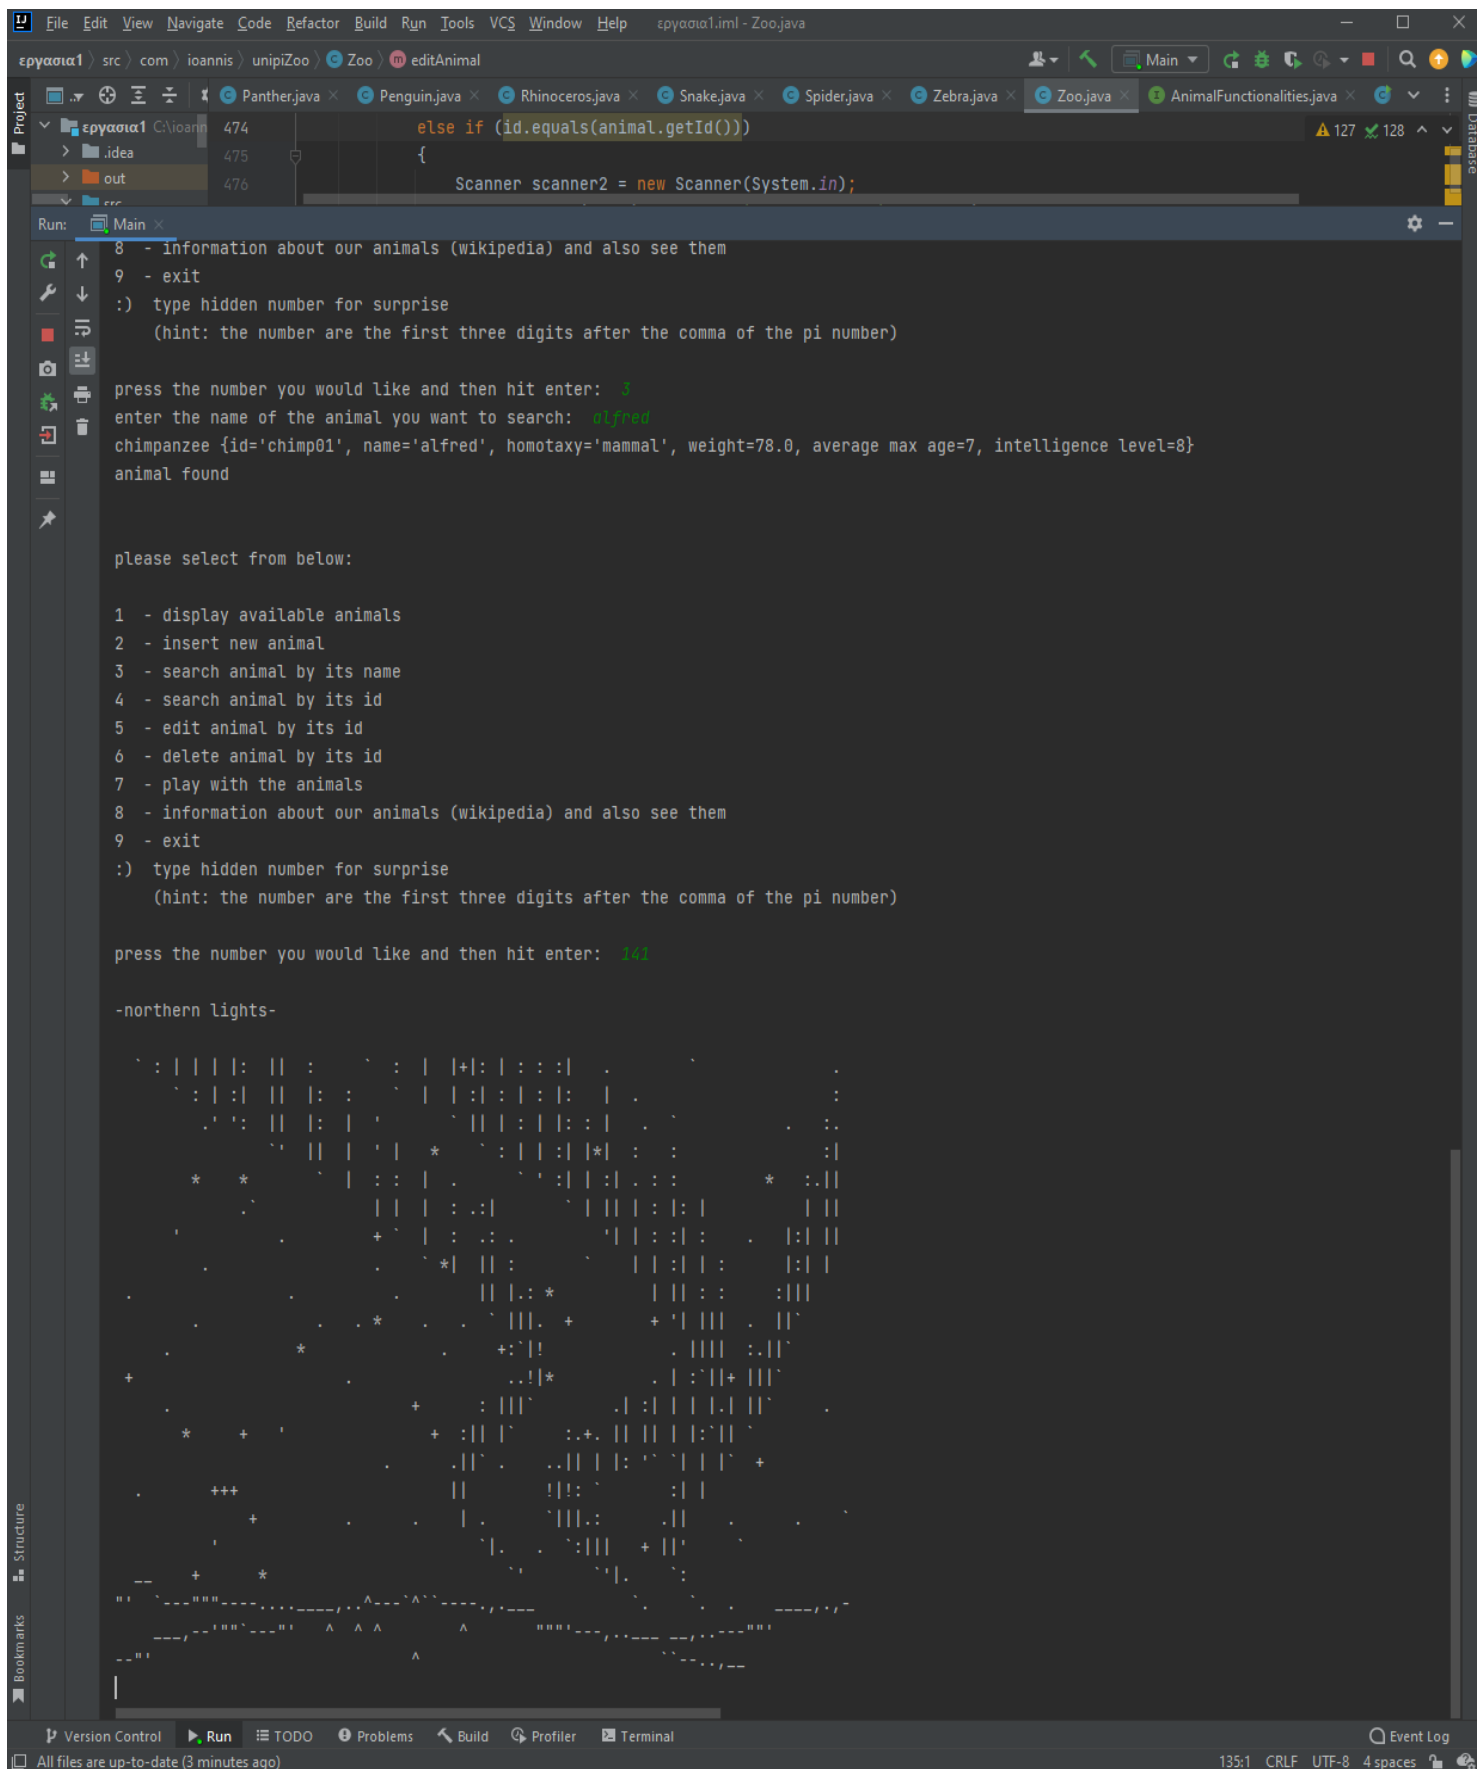 File Edit View Navigate Code Refactor Build Run Tools VCS Window Help εργασια1.iml - Zoo.java
εργασια1 src com ioannis unipiZoo Zoo editAnimal Main
Panther.java Penguin.java Rhinoceros.java Snake.java Spider.java Zebra.java Zoo.java AnimalFunctionalities.java
Project
Database
εργασια1 C:\ioann
.idea
out
src
474 else if (id.equals(animal.getId())) 127 128
475 {
476 Scanner scanner2 = new Scanner(System.in);
Run: Main
8  - information about our animals (wikipedia) and also see them
9  - exit
:)  type hidden number for surprise
    (hint: the number are the first three digits after the comma of the pi number)
press the number you would like and then hit enter:  3
enter the name of the animal you want to search:  alfred
chimpanzee {id='chimp01', name='alfred', homotaxy='mammal', weight=78.0, average max age=7, intelligence level=8}
animal found
please select from below:
1  - display available animals
2  - insert new animal
3  - search animal by its name
4  - search animal by its id
5  - edit animal by its id
6  - delete animal by its id
7  - play with the animals
8  - information about our animals (wikipedia) and also see them
9  - exit
:)  type hidden number for surprise
    (hint: the number are the first three digits after the comma of the pi number)
press the number you would like and then hit enter:  141
-northern lights-
Structure
Bookmarks
Version Control Run TODO Problems Build Profiler Terminal Event Log
All files are up-to-date (3 minutes ago) 135:1 CRLF UTF-8 4 spaces